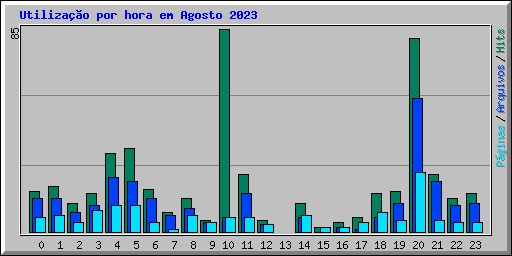 Utilização por hora em Agosto 2023
85
Páginas / Arquivos / Hits
0 1 2 3 4 5 6 7 8 9 10 11 12 13 14 15 16 17 18 19 20 21 22 23